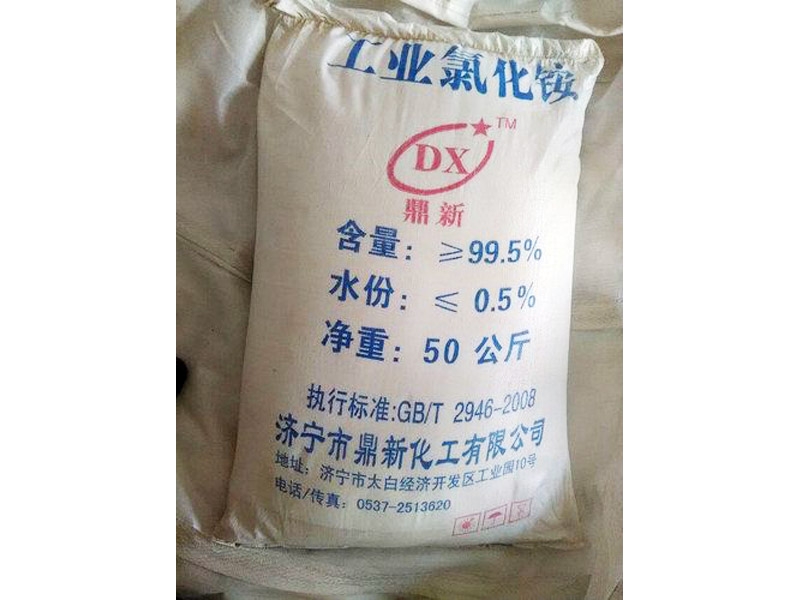 工业氯化铵
DX TM
鼎新
含量：≥99.5%
水份：≤ 0.5%
净重：50 公斤
执行标准:GB/T 2946-2008
济宁市鼎新化工有限公司
地址：济宁市太白经济开发区工业园10号
电话/传真：0537-2513620